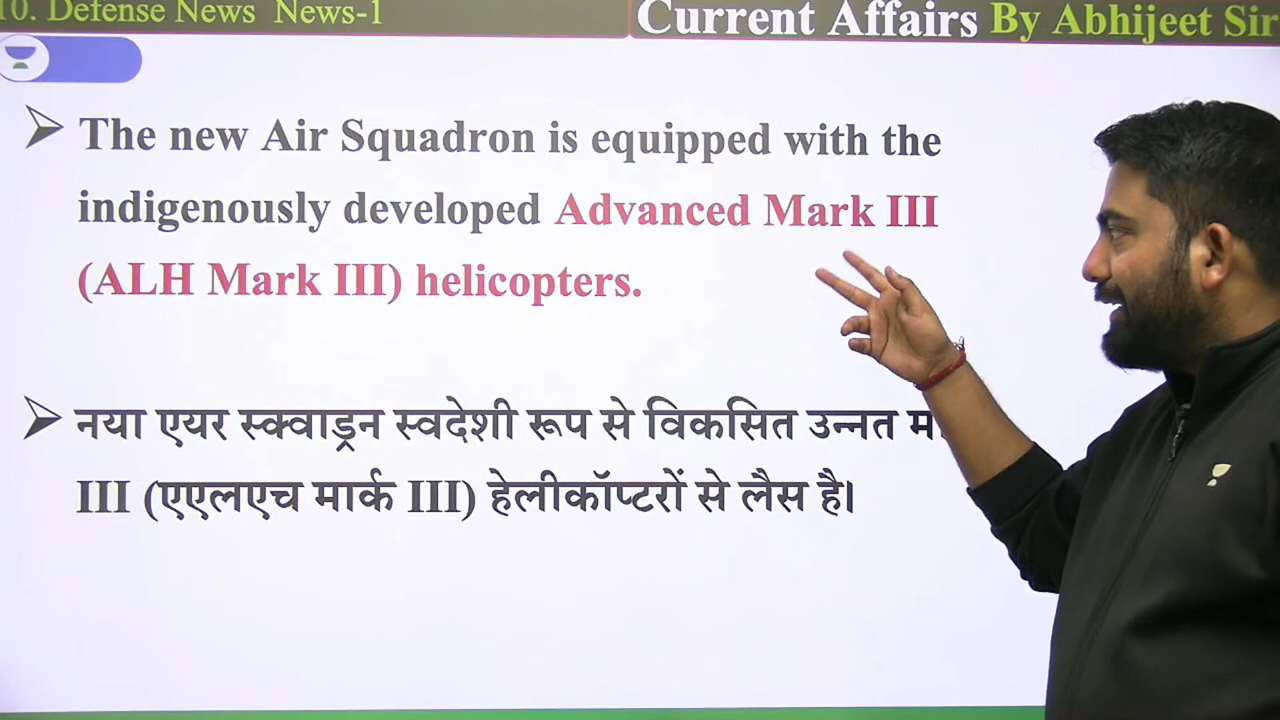 10. Defense News News-1
Current Affairs By Abhijeet Sir
The new Air Squadron is equipped with the
indigenously developed Advanced Mark III
(ALH Mark III) helicopters.
नया एयर स्क्वाड्रन स्वदेशी रूप से विकसित उन्नत
III (एएलएच मार्क III) हेलीकॉप्टरों से लैस है।